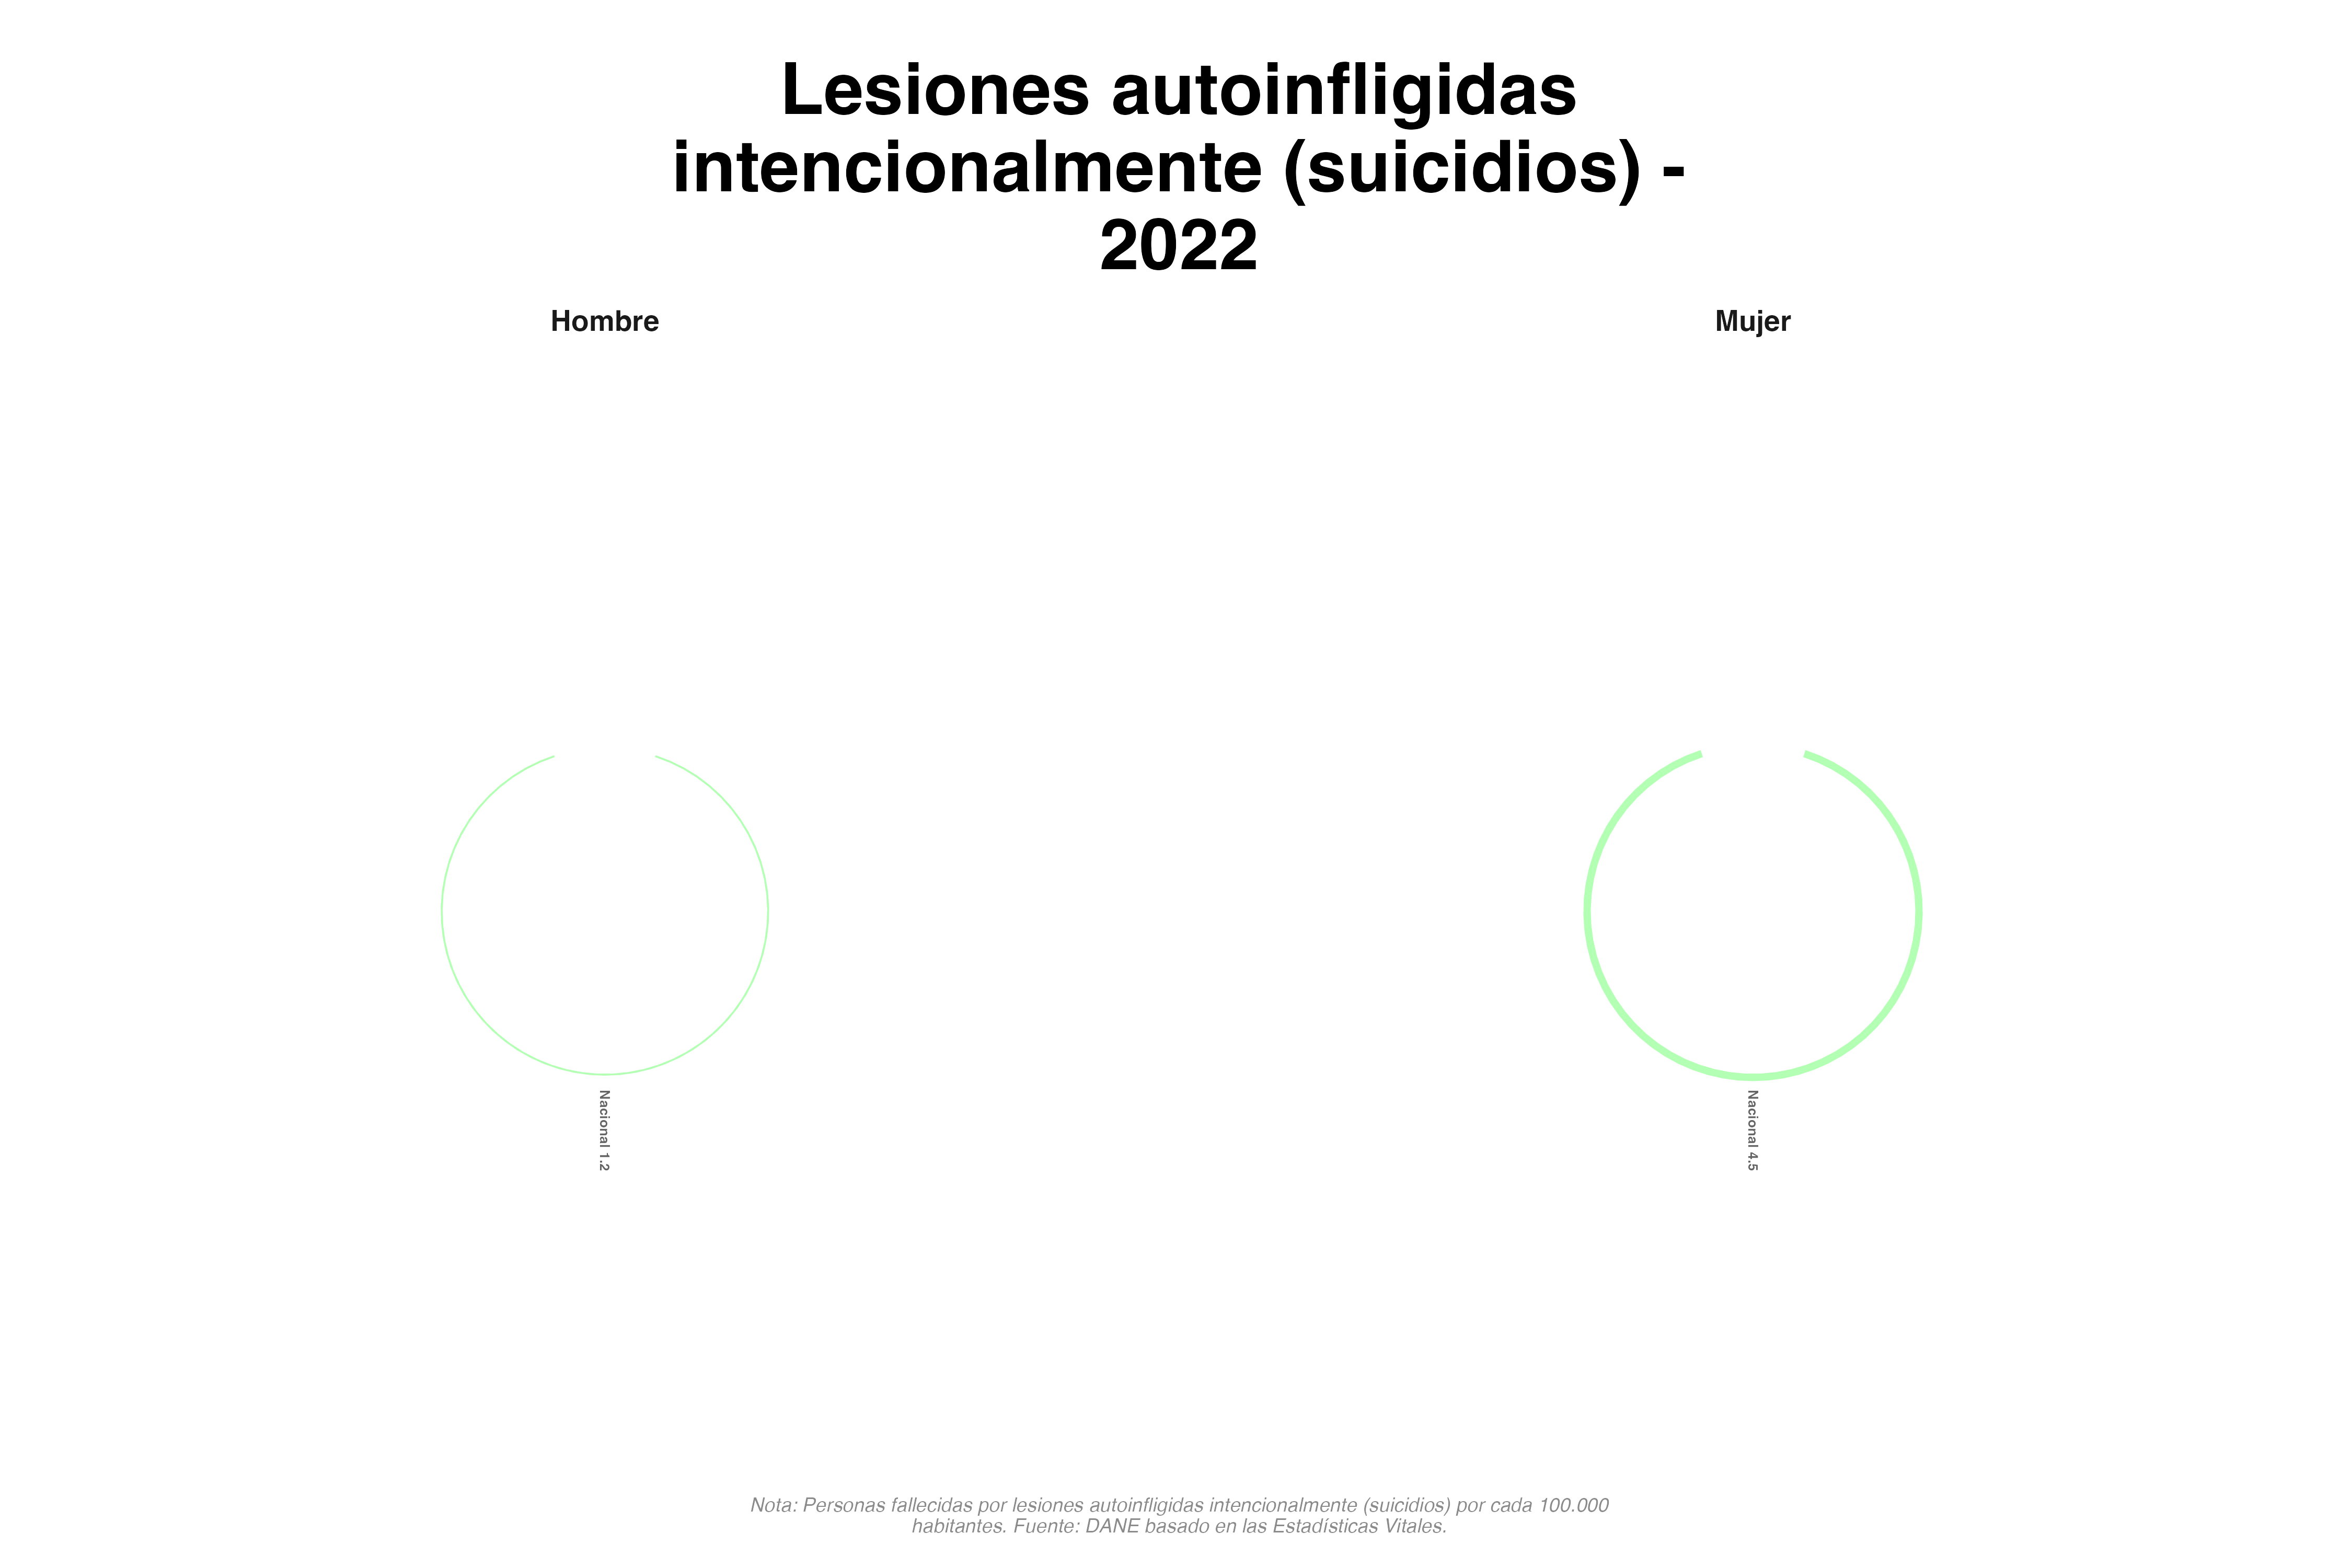 Lesiones autoinfligidas
intencionalmente (suicidios) -
2022
Hombre
Mujer
Nacional 1.2
Nacional 4.5
Nota: Personas fallecidas por lesiones autoinfligidas intencionalmente (suicidios) por cada 100.000
habitantes. Fuente: DANE basado en las Estadísticas Vitales.